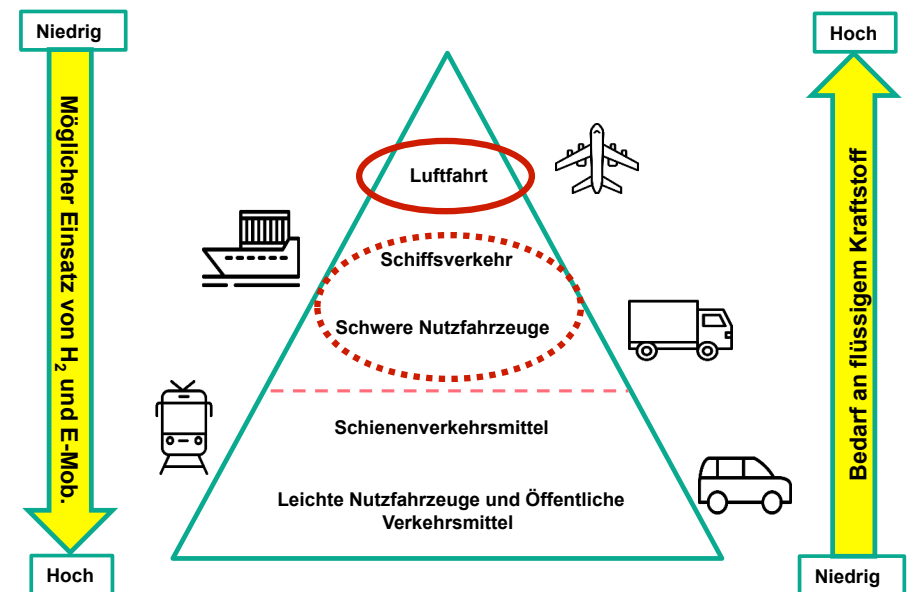 Niedrig
Hoch
Möglicher Einsatz von H₂ und E-Mob.
Bedarf an flüssigem Kraftstoff
Luftfahrt
Schiffsverkehr
Schwere Nutzfahrzeuge
Schienenverkehrsmittel
Leichte Nutzfahrzeuge und Öffentliche
Verkehrsmittel
Hoch
Niedrig